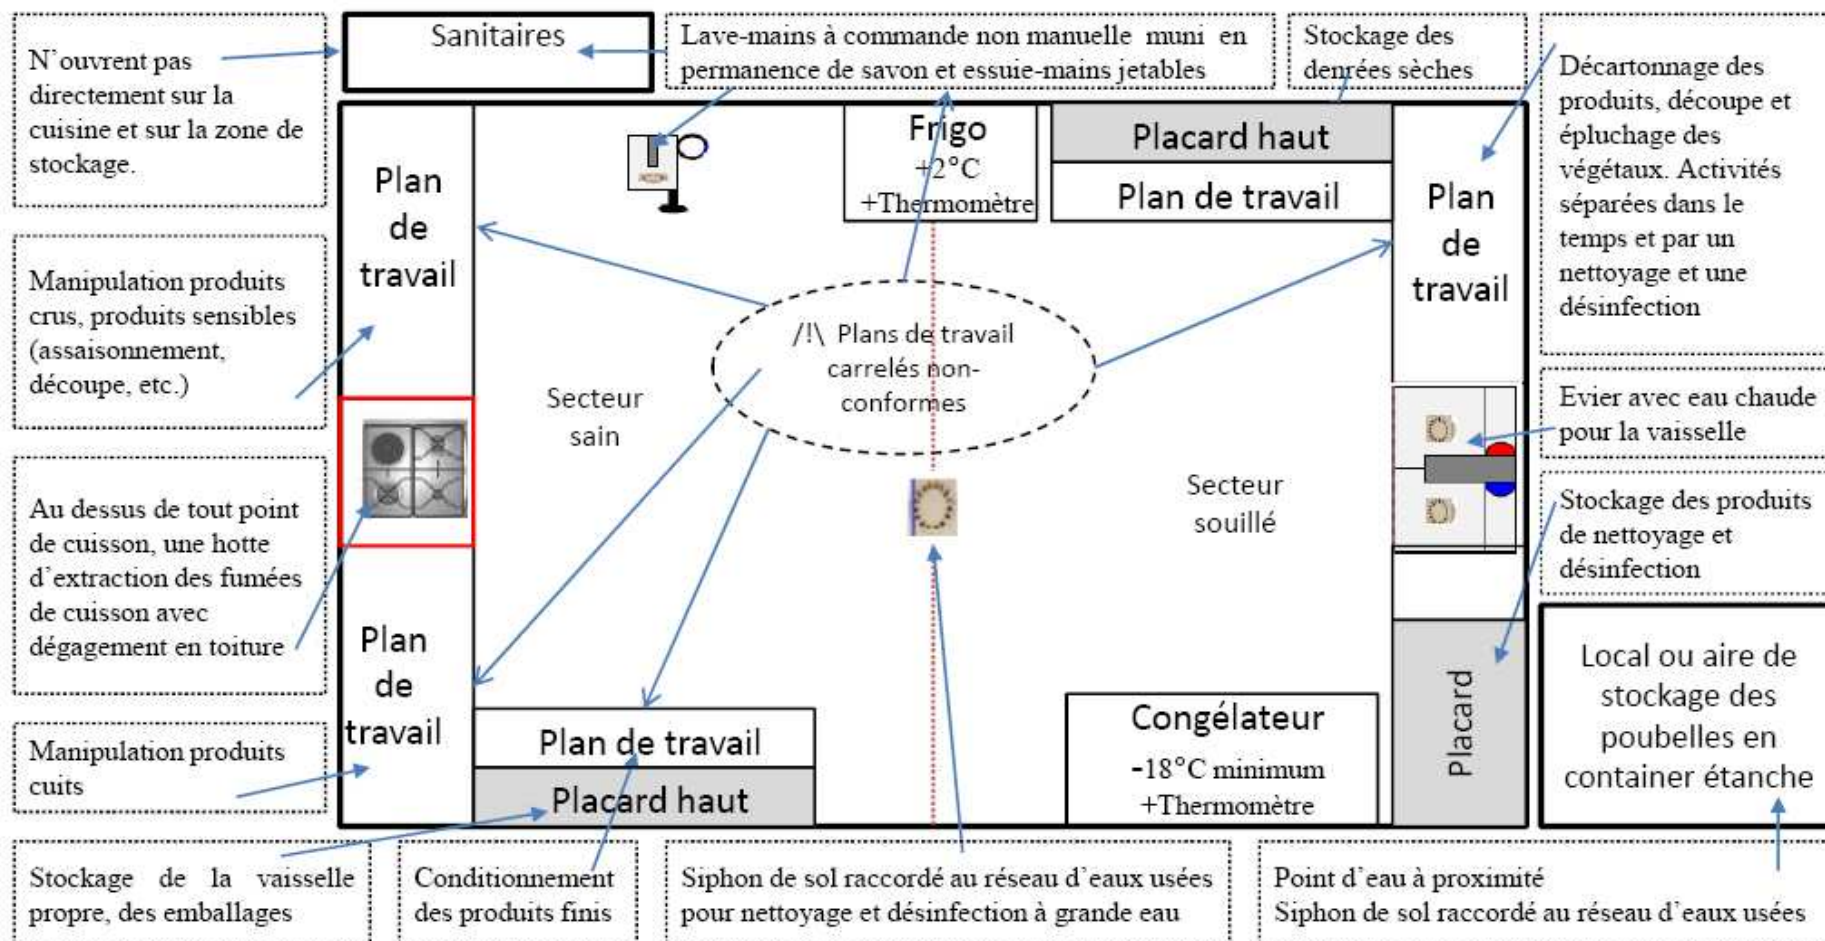 N'ouvrent pas
directement sur la
cuisine et sur la zone de
stockage.
Sanitaires
Lave-mains à commande non manuelle muni en
permanence de savon et essuie-mains jetables
Stockage des
denrées sèches
Décartonnage des
produits, découpe et
épluchage des
végétaux. Activités
séparées dans le
temps et par un
nettoyage et une
désinfection
Plan
de
travail
Frigo
+2°C
+Thermomètre
Placard haut
Plan de travail
Plan
de
travail
Manipulation produits
crus, produits sensibles
(assaisonnement,
découpe, etc.)
/!\ Plans de travail
carrelés non-
conformes
Secteur
sain
Secteur
souillé
Evier avec eau chaude
pour la vaisselle
Au dessus de tout point
de cuisson, une hotte
d'extraction des fumées
de cuisson avec
dégagement en toiture
Stockage des produits
de nettoyage et
désinfection
Plan
de
travail
Manipulation produits
cuits
Plan de travail
Placard haut
Congélateur
-18°C minimum
+Thermomètre
Placard
Local ou aire de
stockage des
poubelles en
container étanche
Stockage de la vaisselle
propre, des emballages
Conditionnement
des produits finis
Siphon de sol raccordé au réseau d'eaux usées
pour nettoyage et désinfection à grande eau
Point d'eau à proximité
Siphon de sol raccordé au réseau d'eaux usées